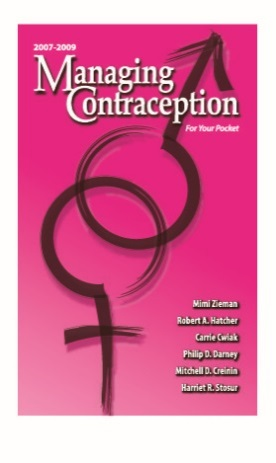 2007-2009
Managing
Contraception
For Your Pocket
Mimi Zieman
Robert A. Hatcher
Carrie Cwiak
Philip D. Darney
Mitchell D. Creinin
Harriet R. Stosur